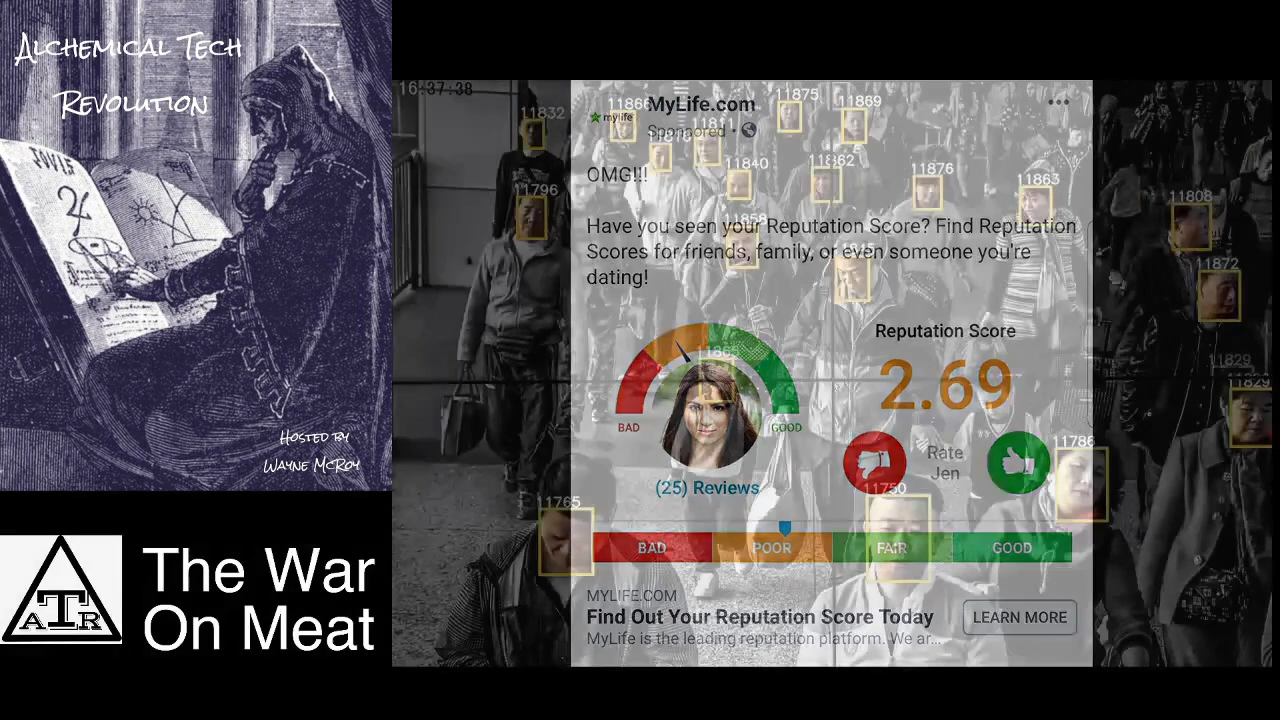 Alchemical Tech
Revolution
Hosted by
Wayne McRoy
ATR
The War
On Meat
16:37:38
MyLife.com
mylife
Sponsored
OMG!!!
Have you seen your Reputation Score? Find Reputation
Scores for friends, family, or even someone you're
dating!
Reputation Score
2.69
BAD
GOOD
Rate
Jen
(25) Reviews
BAD
POOR
FAIR
GOOD
MYLIFE.COM
Find Out Your Reputation Score Today
MyLife is the leading reputation platform. We ar...
LEARN MORE
11832
11796
11765
11811
11875
11869
11840
11862
11876
11863
11808
11872
11829
11829
11786
11750